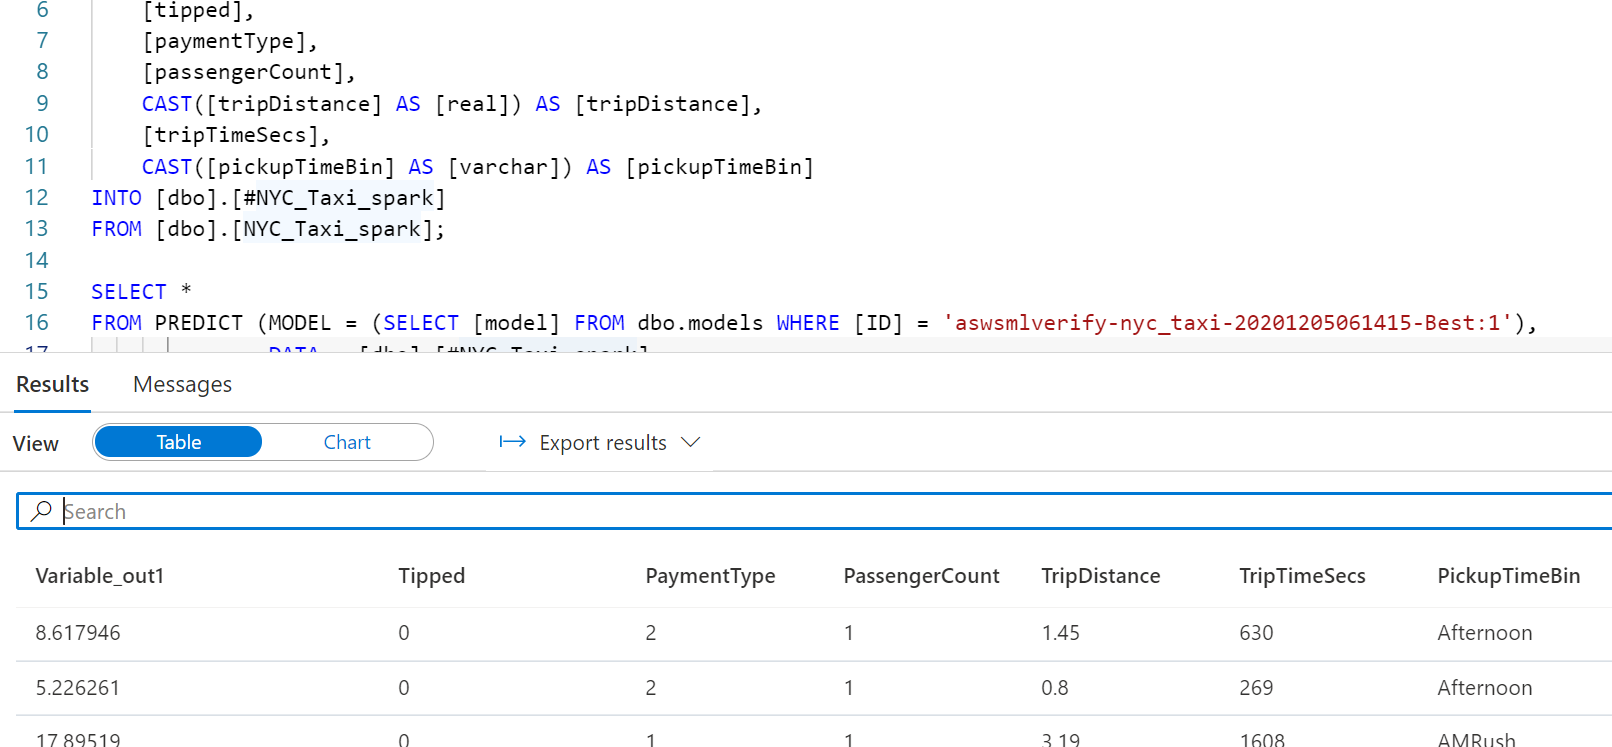 6 [tipped],
7 [paymentType],
8 [passengerCount],
9 CAST([tripDistance] AS [real]) AS [tripDistance],
10 [tripTimeSecs],
11 CAST([pickupTimeBin] AS [varchar]) AS [pickupTimeBin]
12 INTO [dbo].[#NYC_Taxi_spark]
13 FROM [dbo].[NYC_Taxi_spark];
14
15 SELECT *
16 FROM PREDICT (MODEL = (SELECT [model] FROM dbo.models WHERE [ID] = 'aswsmlverify-nyc_taxi-20201205061415-Best:1'),
17 DATA = [dbo].[#NYC_Taxi_spark]
Results Messages
View Table Chart Export results
Search
Variable_out1 Tipped PaymentType PassengerCount TripDistance TripTimeSecs PickupTimeBin
8.617946 0 2 1 1.45 630 Afternoon
5.226261 0 2 1 0.8 269 Afternoon
17.89519 0 1 1 3.19 1608 AMRush